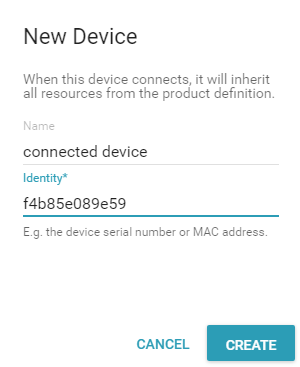 New Device
When this device connects, it will inherit
all resources from the product definition.
Name
connected device
Identity*
f4b85e089e59
E.g. the device serial number or MAC address.
CANCEL CREATE